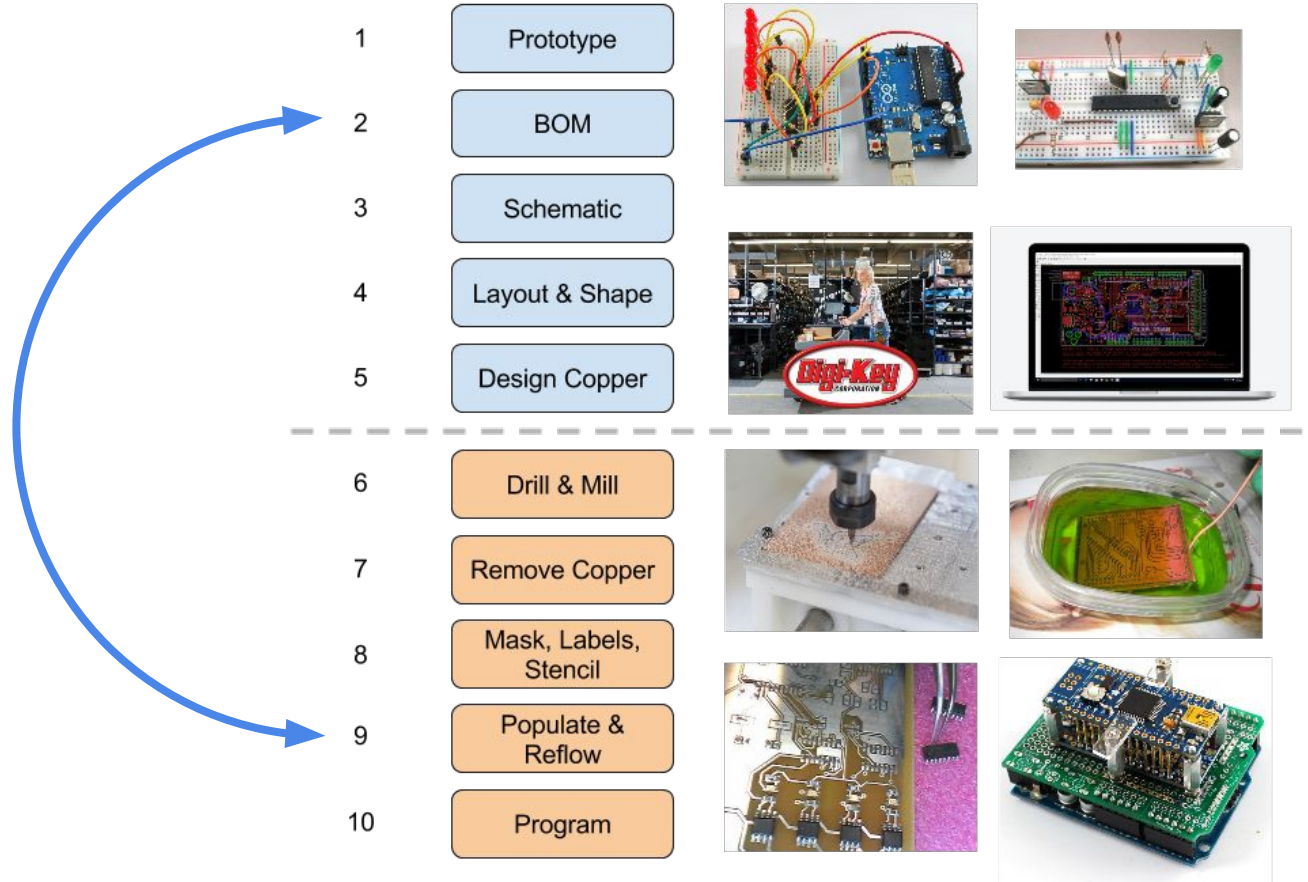 1
Prototype
2
BOM
3
Schematic
4
Layout & Shape
5
Design Copper
Digi-Key
CORPORATION
6
Drill & Mill
7
Remove Copper
8
Mask, Labels,
Stencil
9
Populate &
Reflow
10
Program